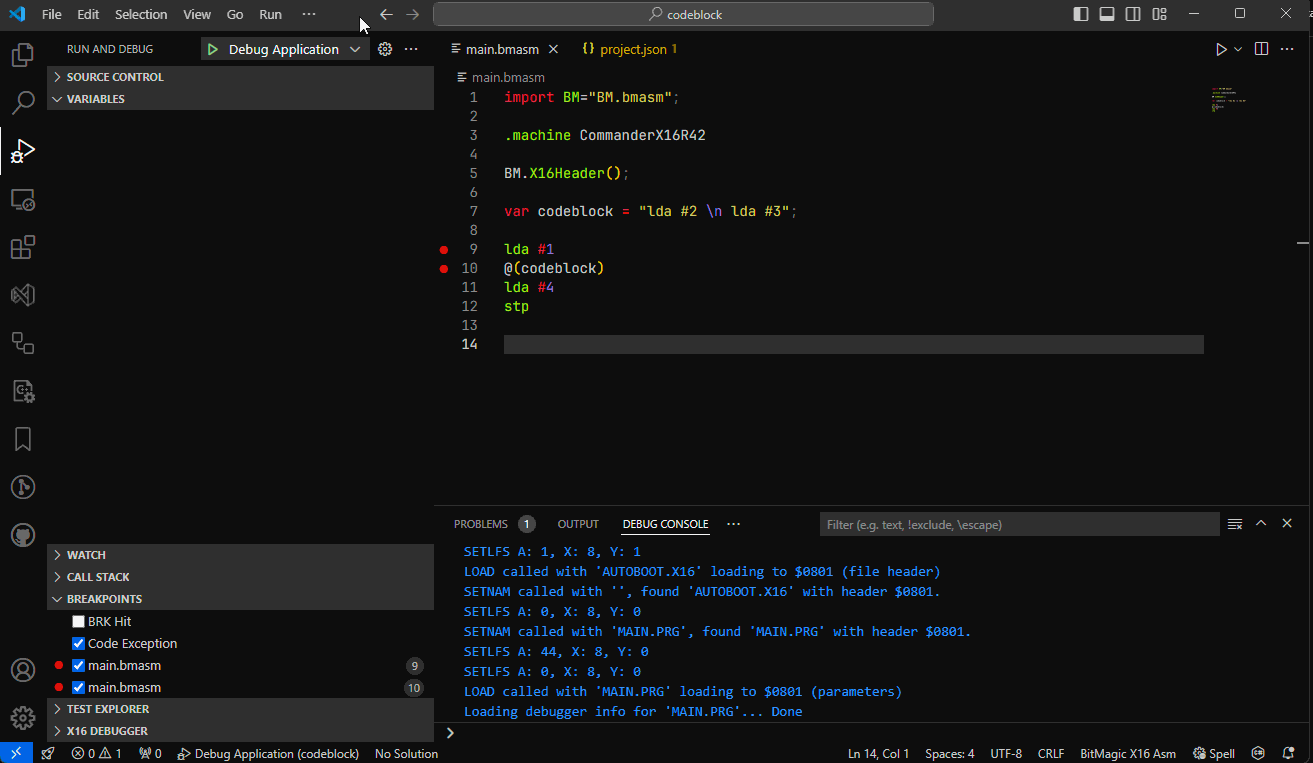 File Edit Selection View Go Run ··· codeblock
RUN AND DEBUG Debug Application ···
SOURCE CONTROL
VARIABLES
WATCH
CALL STACK
BREAKPOINTS
BRK Hit
Code Exception
main.bmasm 9
main.bmasm 10
TEST EXPLORER
X16 DEBUGGER
main.bmasm {} project.json 1 ···
main.bmasm
1 import BM="BM.bmasm";
2
3 .machine CommanderX16R42
4
5 BM.X16Header();
6
7 var codeblock = "lda #2 \n lda #3";
8
9 lda #1
10 @(codeblock)
11 lda #4
12 stp
13
14
PROBLEMS 1 OUTPUT DEBUG CONSOLE ··· Filter (e.g. text, !exclude, \escape)
SETLFS A: 1, X: 8, Y: 1
LOAD called with 'AUTOBOOT.X16' loading to $0801 (file header)
SETNAM called with '', found 'AUTOBOOT.X16' with header $0801.
SETLFS A: 0, X: 8, Y: 0
SETNAM called with 'MAIN.PRG', found 'MAIN.PRG' with header $0801.
SETLFS A: 44, X: 8, Y: 0
SETLFS A: 0, X: 8, Y: 0
LOAD called with 'MAIN.PRG' loading to $0801 (parameters)
Loading debugger info for 'MAIN.PRG'... Done
0 1 0 Debug Application (codeblock) No Solution Ln 14, Col 1 Spaces: 4 UTF-8 CRLF BitMagic X16 Asm Spell